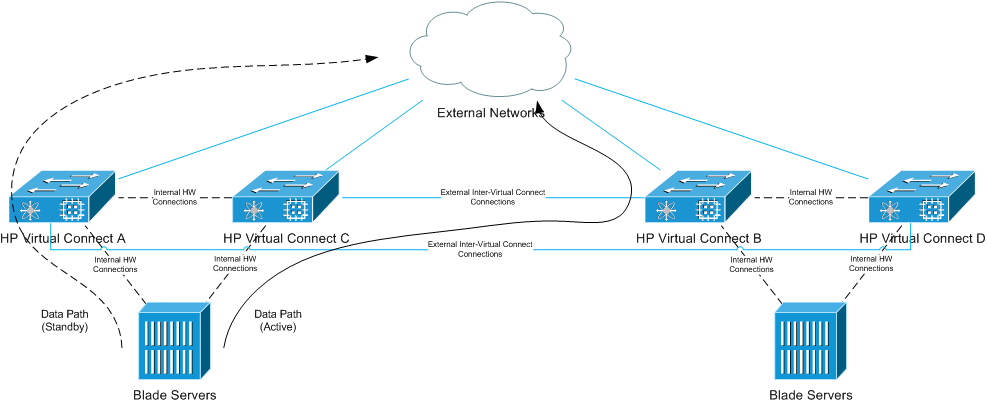 External Networks
Internal HW
Connections
External Inter-Virtual Connect
Connections
Internal HW
Connections
HP Virtual Connect A
HP Virtual Connect C
HP Virtual Connect B
HP Virtual Connect D
External Inter-Virtual Connect
Connections
Internal HW
Connections
Internal HW
Connections
Internal HW
Connections
Internal HW
Connections
Data Path
(Standby)
Data Path
(Active)
Blade Servers
Blade Servers